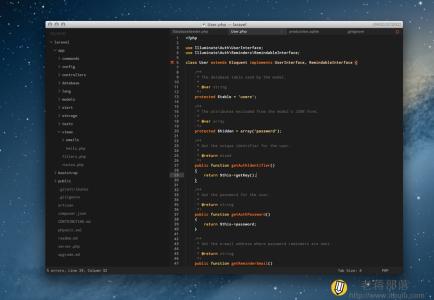 User.php — laravel
DatabaseSeeder.php
User.php
production.sqlite
.gitignore
laravel
app
commands
config
controllers
database
lang
models
start
storage
tests
views
emails
hello.php
filters.php
routes.php
bootstrap
public
.gitattributes
.gitignore
artisan
composer.json
CONTRIBUTING.md
phpunit.xml
readme.md
server.php
upgrade.md
<?php
use Illuminate\Auth\UserInterface;
use Illuminate\Auth\Reminders\RemindableInterface;
class User extends Eloquent implements UserInterface, RemindableInterface {
/**
* The database table used by the model.
*
* @var string
*/
protected $table = 'users';
/**
* The attributes excluded from the model's JSON form.
*
* @var array
*/
protected $hidden = array('password');
/**
* Get the unique identifier for the user.
*
* @return mixed
*/
public function getAuthIdentifier()
{
return $this->getKey();
}
/**
* Get the password for the user.
*
* @return string
*/
public function getAuthPassword()
{
return $this->password;
}
/**
* Get the e-mail address where password reminders are sent.
*
* @return string
*/
public function getReminderEmail()
Tab Size: 4
PHP
老蒋部落